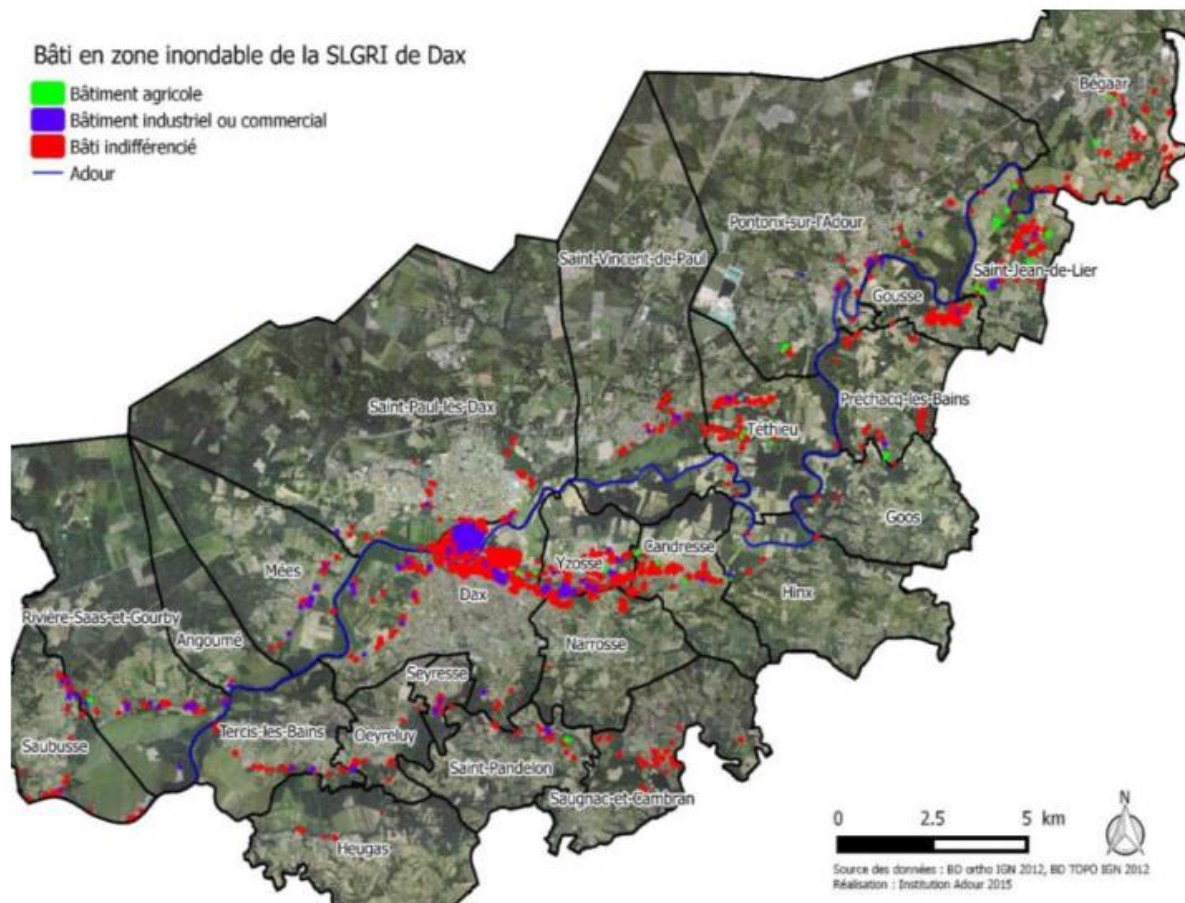 Bâti en zone inondable de la SLGRI de Dax
Bâtiment agricole
Bâtiment industriel ou commercial
Bâti indifférencié
Adour
Bégaar
Pontonx-sur-l'Adour
Saint-Vincent-de-Paul
Saint-Jean-de-Lier
Gousse
Saint-Paul-lès-Dax
Préchacq-les-Bains
Téthieu
Goos
Candresse
Yzosse
Mées
Dax
Hinx
Rivière-Saas-et-Gourby
Angoumé
Narrosse
Seyresse
Tercis-les-Bains
Oeyreluy
Saubusse
Saint-Pandelon
Saugnac-et-Cambran
Heugas
0 2.5 5 km
N
Source des données : BD ortho IGN 2012, BD TOPO IGN 2012
Réalisation : Institution Adour 2015